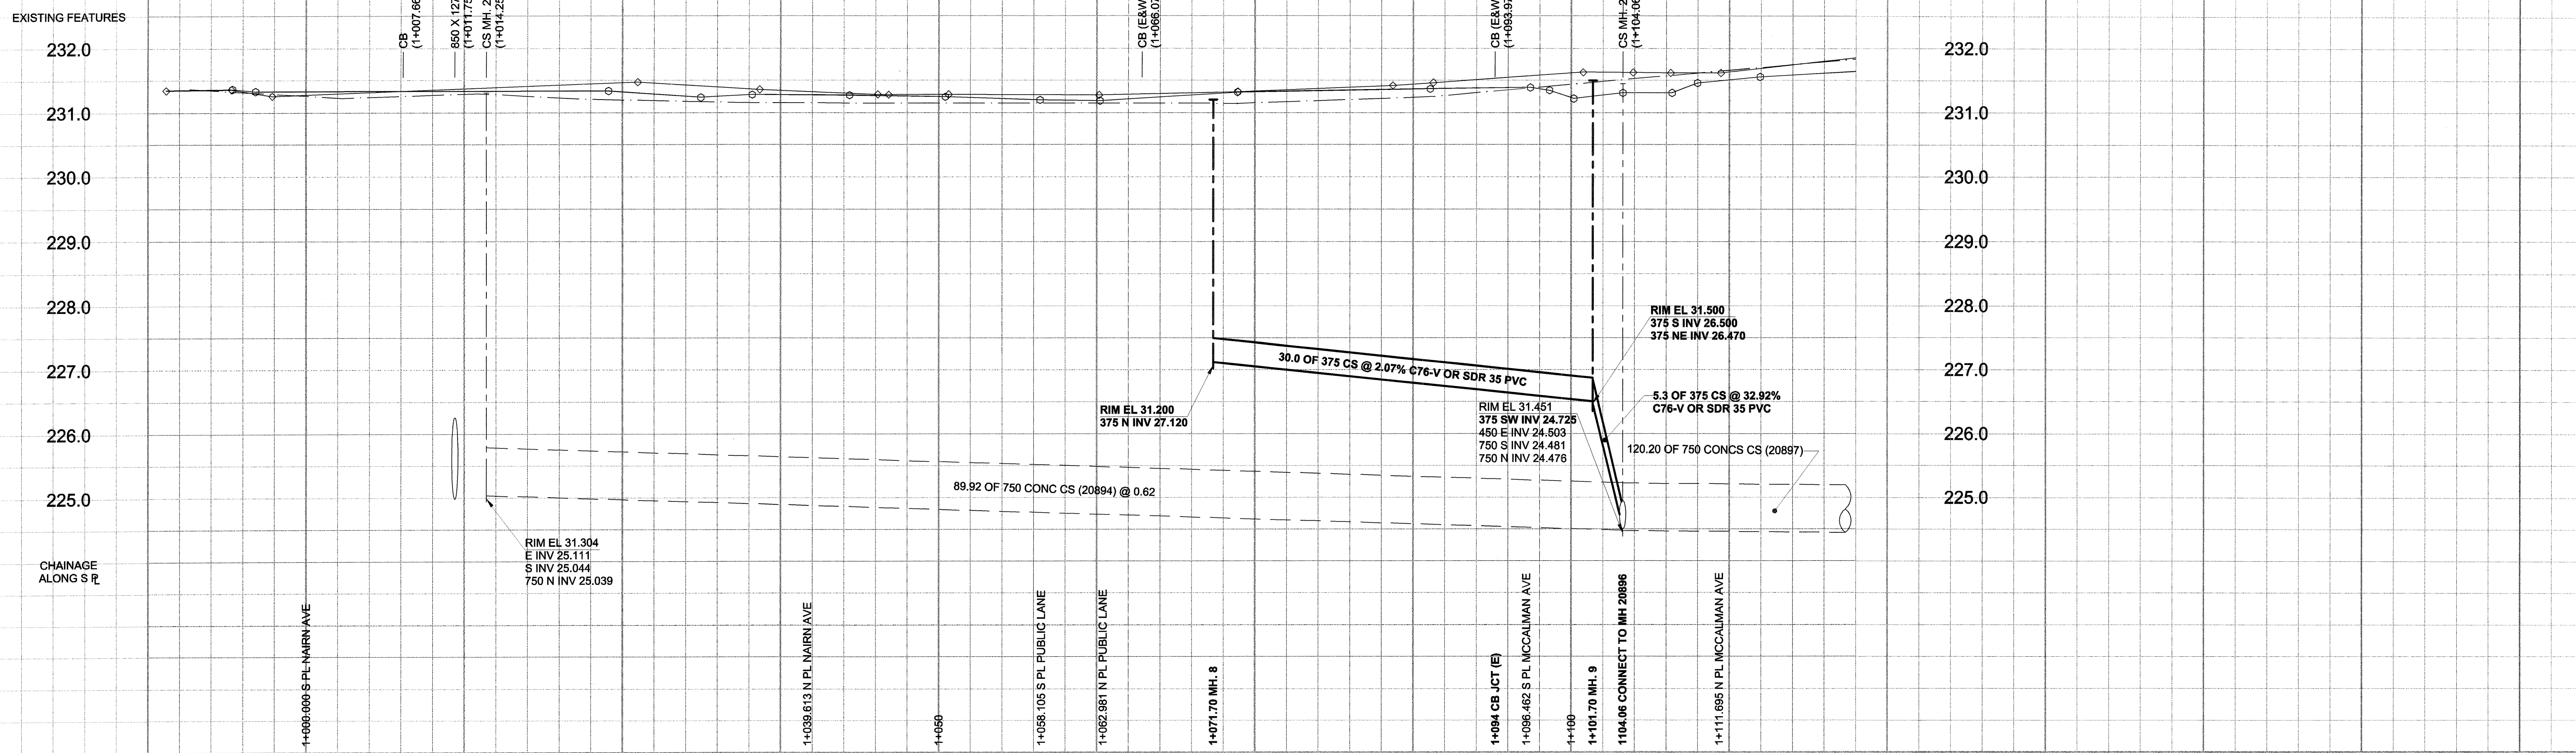 EXISTING FEATURES
CB
(1+007.66
850 X 127
(1+011.75
CS MH. 2
(1+014.25
CB (E&W
(1+066.07
CB (E&W
(1+093.97
CS MH. 2
(1+104.06
232.0
232.0
231.0
231.0
230.0
230.0
229.0
229.0
228.0
228.0
227.0
227.0
226.0
226.0
225.0
225.0
RIM EL 31.500
375 S INV 26.500
375 NE INV 26.470
30.0 OF 375 CS @ 2.07% C76-V OR SDR 35 PVC
RIM EL 31.200
375 N INV 27.120
5.3 OF 375 CS @ 32.92%
C76-V OR SDR 35 PVC
RIM EL 31.451
375 SW INV 24.725
450 E INV 24.503
750 S INV 24.481
750 N INV 24.476
120.20 OF 750 CONCS CS (20897)
89.92 OF 750 CONC CS (20894) @ 0.62
RIM EL 31.304
E INV 25.111
S INV 25.044
750 N INV 25.039
CHAINAGE
ALONG S PL
1+000.000 S PL NAIRN AVE
1+039.613 N PL NAIRN AVE
1+050
1+058.105 S PL PUBLIC LANE
1+062.981 N PL PUBLIC LANE
1+071.70 MH. 8
1+094 CB JCT (E)
1+096.462 S PL MCCALMAN AVE
1+100
1+101.70 MH. 9
1104.06 CONNECT TO MH 20896
1+111.695 N PL MCCALMAN AVE